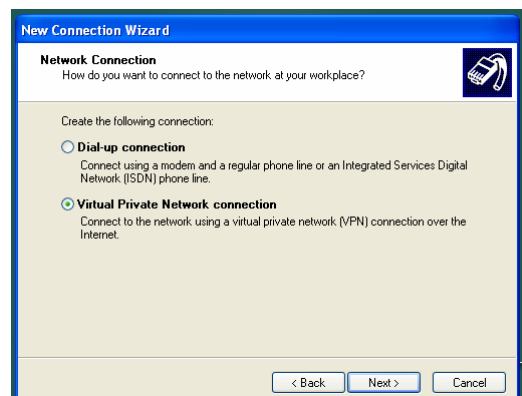 New Connection Wizard
Network Connection
How do you want to connect to the network at your workplace?
Create the following connection:
Dial-up connection
Connect using a modem and a regular phone line or an Integrated Services Digital
Network (ISDN) phone line.
Virtual Private Network connection
Connect to the network using a virtual private network (VPN) connection over the
Internet.
< Back
Next >
Cancel